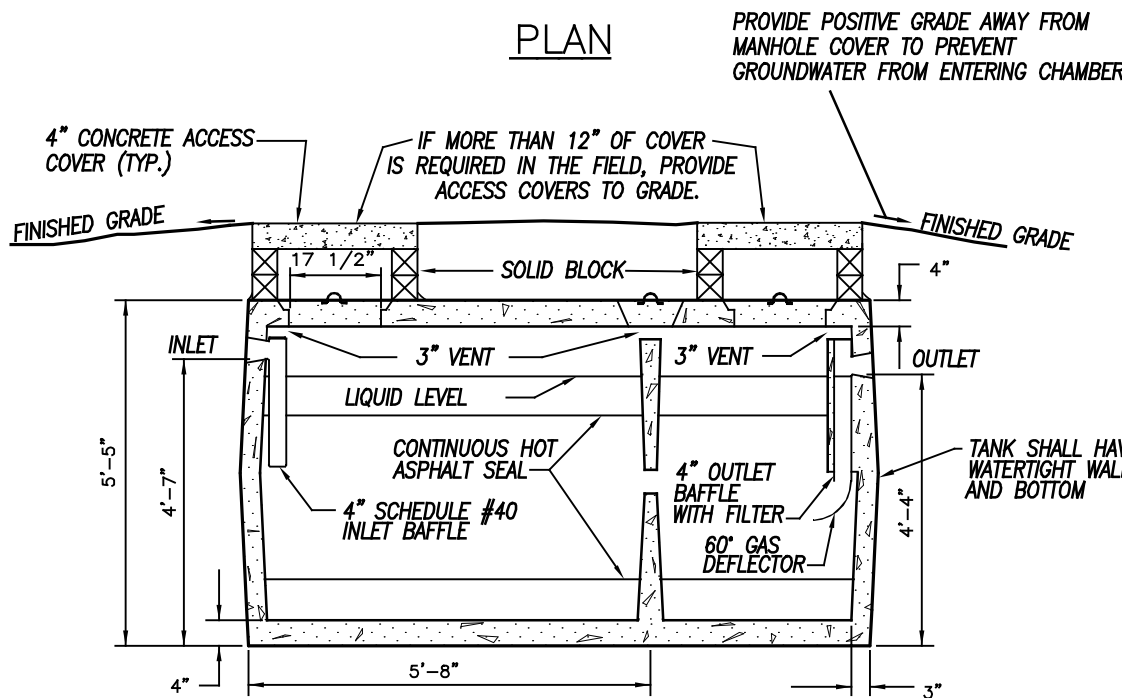 PLAN
PROVIDE POSITIVE GRADE AWAY FROM
MANHOLE COVER TO PREVENT
GROUNDWATER FROM ENTERING CHAMBER
4" CONCRETE ACCESS
COVER (TYP.)
IF MORE THAN 12" OF COVER
IS REQUIRED IN THE FIELD, PROVIDE
ACCESS COVERS TO GRADE.
FINISHED GRADE
FINISHED GRADE
17 1/2"
SOLID BLOCK
4"
INLET
3" VENT
3" VENT
OUTLET
LIQUID LEVEL
CONTINUOUS HOT
ASPHALT SEAL
4" SCHEDULE #40
INLET BAFFLE
4" OUTLET
BAFFLE
WITH FILTER
60° GAS
DEFLECTOR
TANK SHALL HAV
WATERTIGHT WAL
AND BOTTOM
5'-5"
4'-7"
4'-4"
4"
5'-8"
3"